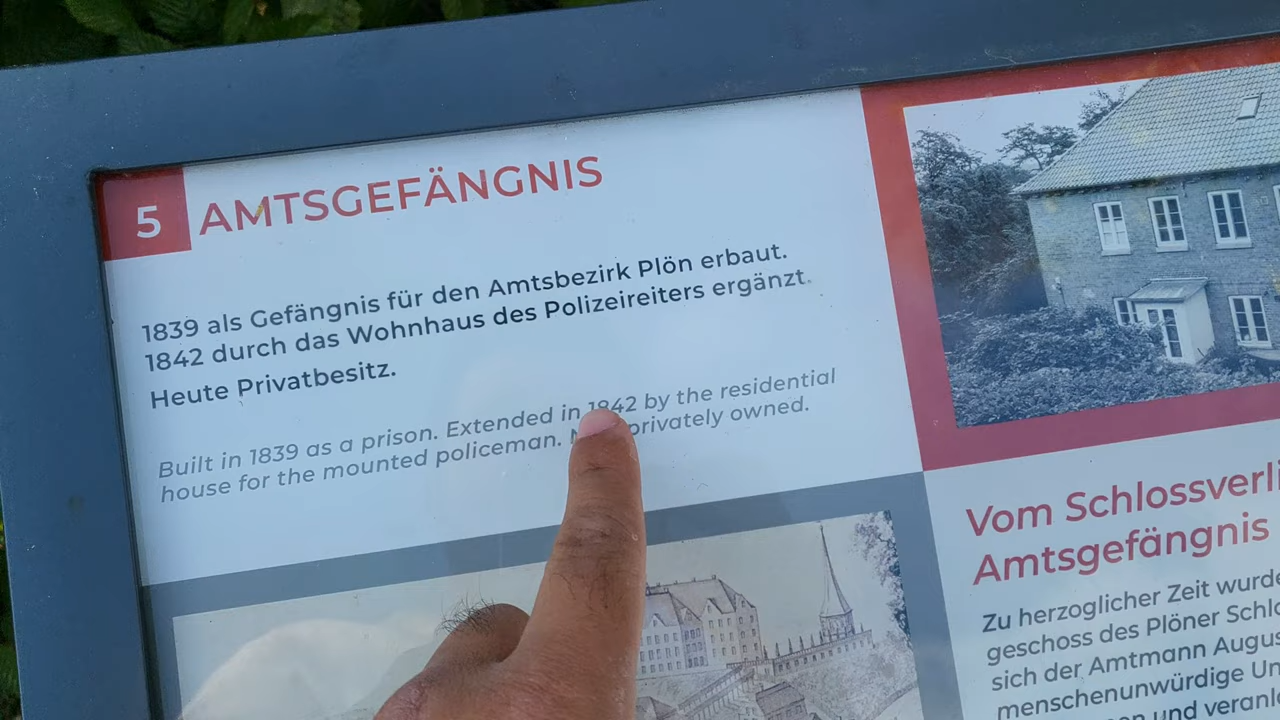 5 AMTSGEFÄNGNIS
1839 als Gefängnis für den Amtsbezirk Plön erbaut.
1842 durch das Wohnhaus des Polizeireiters ergänzt.
Heute Privatbesitz.
Built in 1839 as a prison. Extended in 1842 by the residential
house for the mounted policeman. privately owned.
Vom Schlossverli
Amtsgefängnis
Zu herzoglicher Zeit wurde
geschoss des Plöner Schlo
sich der Amtmann Augus
menschenunwürdige Un
und veranl